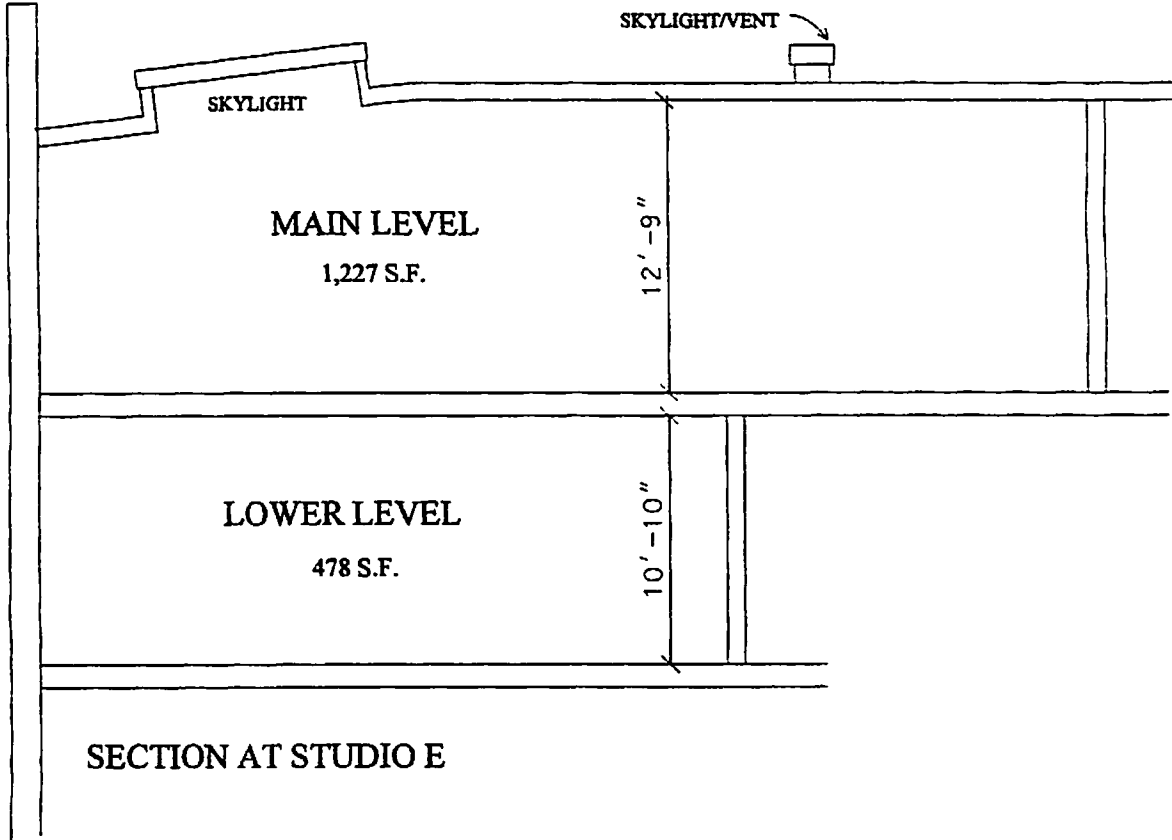 SKYLIGHT/VENT
SKYLIGHT
MAIN LEVEL
1,227 S.F.
12'-9"
LOWER LEVEL
478 S.F.
10'-10"
SECTION AT STUDIO E